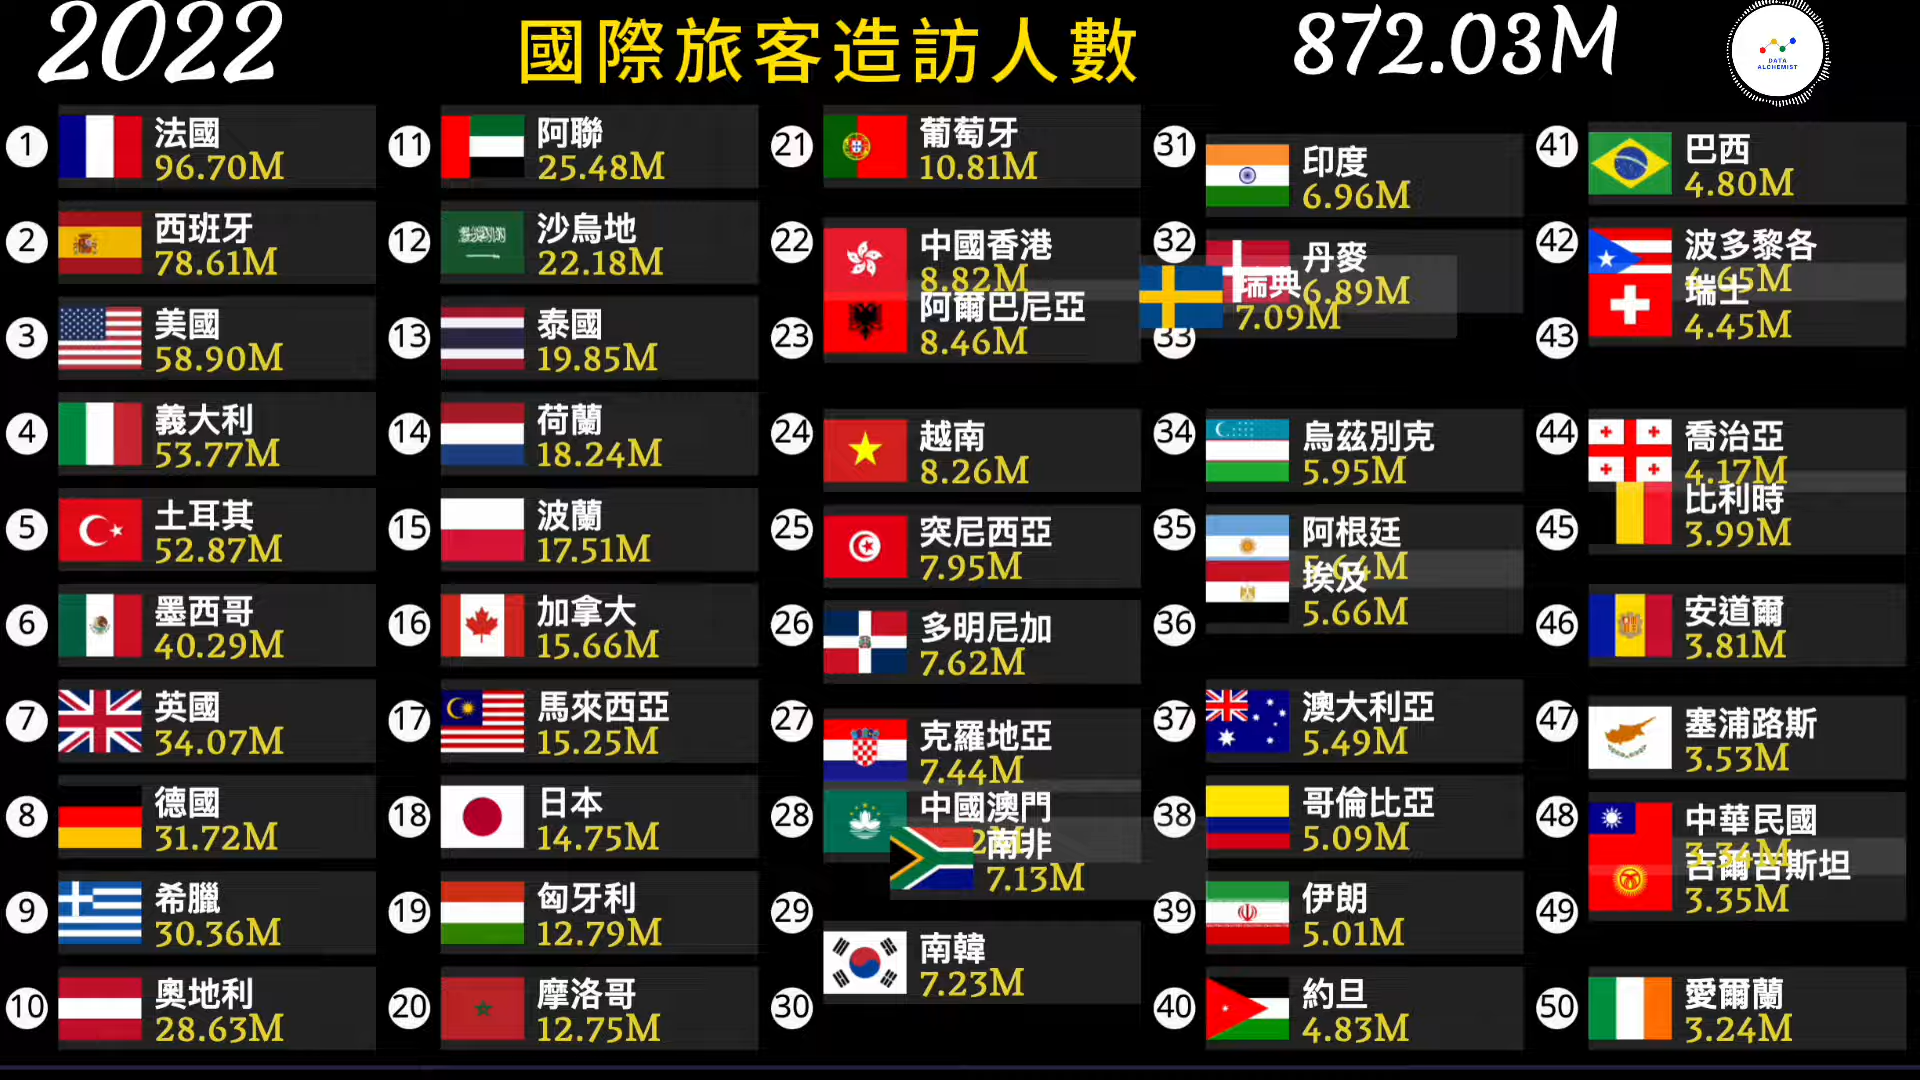 2022
國際旅客造訪人數
872.03M
DATA
ALCHEMIST
1
法國
96.70M
2
西班牙
78.61M
3
美國
58.90M
4
義大利
53.77M
5
土耳其
52.87M
6
墨西哥
40.29M
7
英國
34.07M
8
德國
31.72M
9
希臘
30.36M
10
奧地利
28.63M
11
阿聯
25.48M
12
沙烏地
22.18M
13
泰國
19.85M
14
荷蘭
18.24M
15
波蘭
17.51M
16
加拿大
15.66M
17
馬來西亞
15.25M
18
日本
14.75M
19
匈牙利
12.79M
20
摩洛哥
12.75M
21
葡萄牙
10.81M
22
中國香港
8.82M
23
阿爾巴尼亞
8.46M
24
越南
8.26M
25
突尼西亞
7.95M
26
多明尼加
7.62M
27
克羅地亞
7.44M
28
中國澳門
南非
7.13M
29
南韓
7.23M
30
31
印度
6.96M
32
丹麥
6.89M
瑞典
7.09M
33
34
烏茲別克
5.95M
35
阿根廷
5.64M
埃及
5.66M
36
37
澳大利亞
5.49M
38
哥倫比亞
5.09M
39
伊朗
5.01M
40
約旦
4.83M
41
巴西
4.80M
42
波多黎各
4.65M
瑞士
4.45M
43
44
喬治亞
4.17M
比利時
3.99M
45
46
安道爾
3.81M
47
塞浦路斯
3.53M
48
中華民國
3.34M
吉爾吉斯坦
3.35M
49
50
愛爾蘭
3.24M